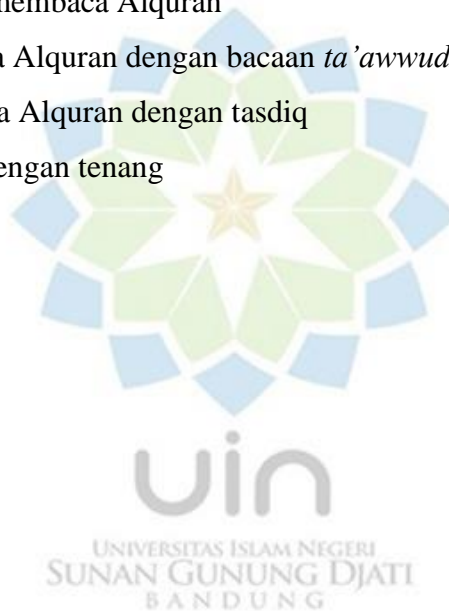 membaca Alquran
a Alquran dengan bacaan ta’awwud
a Alquran dengan tasdiq
engan tenang
uin
UNIVERSITAS ISLAM NEGERI
SUNAN GUNUNG DJATI
BANDUNG